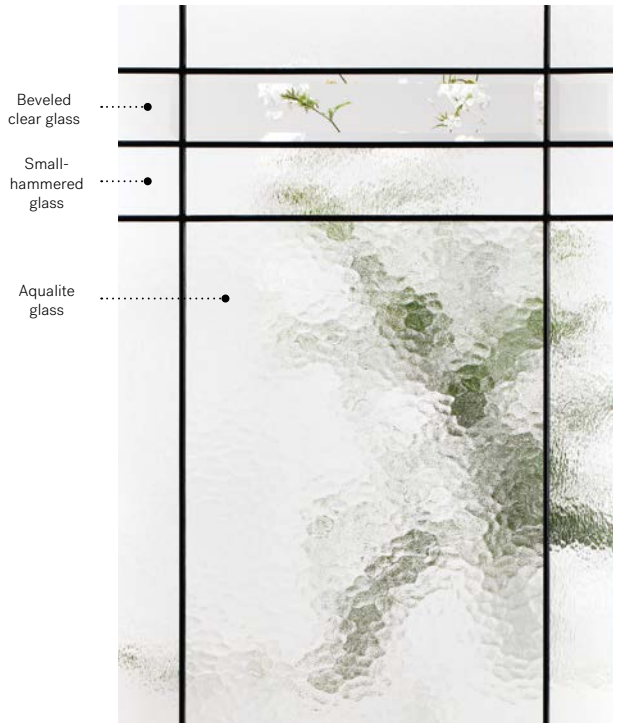 Beveled
clear glass
Small-
hammered
glass
Aqualite
glass